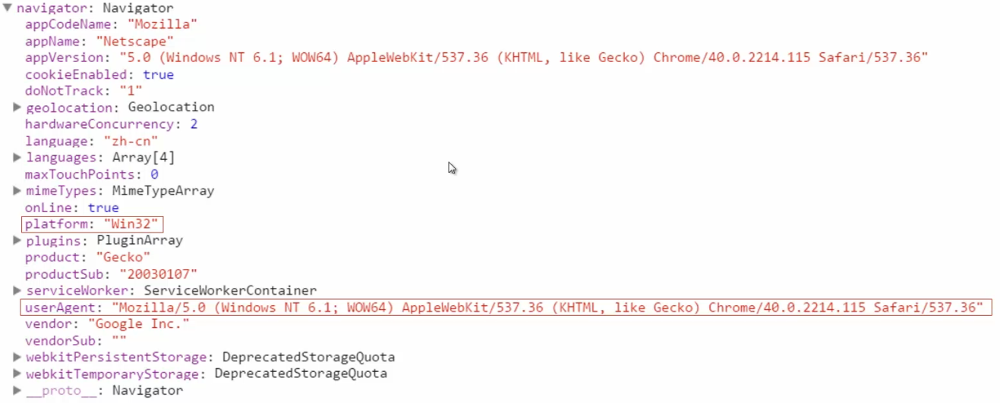 ▼ navigator: Navigator
appCodeName: "Mozilla"
appName: "Netscape"
appVersion: "5.0 (Windows NT 6.1; WOW64) AppleWebKit/537.36 (KHTML, like Gecko) Chrome/40.0.2214.115 Safari/537.36"
cookieEnabled: true
doNotTrack: "1"
▶ geolocation: Geolocation
hardwareConcurrency: 2
language: "zh-cn"
▶ languages: Array[4]
maxTouchPoints: 0
▶ mimeTypes: MimeTypeArray
onLine: true
platform: "Win32"
▶ plugins: PluginArray
product: "Gecko"
productSub: "20030107"
▶ serviceWorker: ServiceWorkerContainer
userAgent: "Mozilla/5.0 (Windows NT 6.1; WOW64) AppleWebKit/537.36 (KHTML, like Gecko) Chrome/40.0.2214.115 Safari/537.36"
vendor: "Google Inc."
vendorSub: ""
▶ webkitPersistentStorage: DeprecatedStorageQuota
▶ webkitTemporaryStorage: DeprecatedStorageQuota
▶ __proto__: Navigator